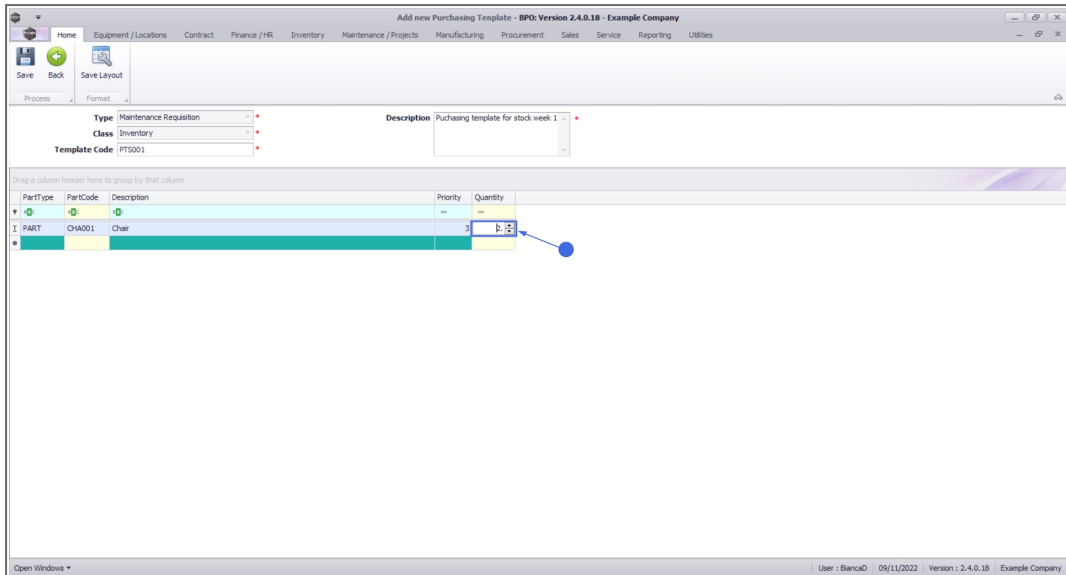 Add new Purchasing Template - BPO: Version 2.4.0.18 - Example Company
Home Equipment / Locations Contract Finance / HR Inventory Maintenance / Projects Manufacturing Procurement Sales Service Reporting Utilities
Save Back Save Layout
Process Format
Type Maintenance Requisition * Description Puchasing template for stock week 1 *
Class Inventory *
Template Code PTS001 *
Drag a column header here to group by that column
PartType PartCode Description Priority Quantity
PART CHA001 Chair 3 2.
Open Windows User : BiancaD 09/11/2022 Version : 2.4.0.18 Example Company